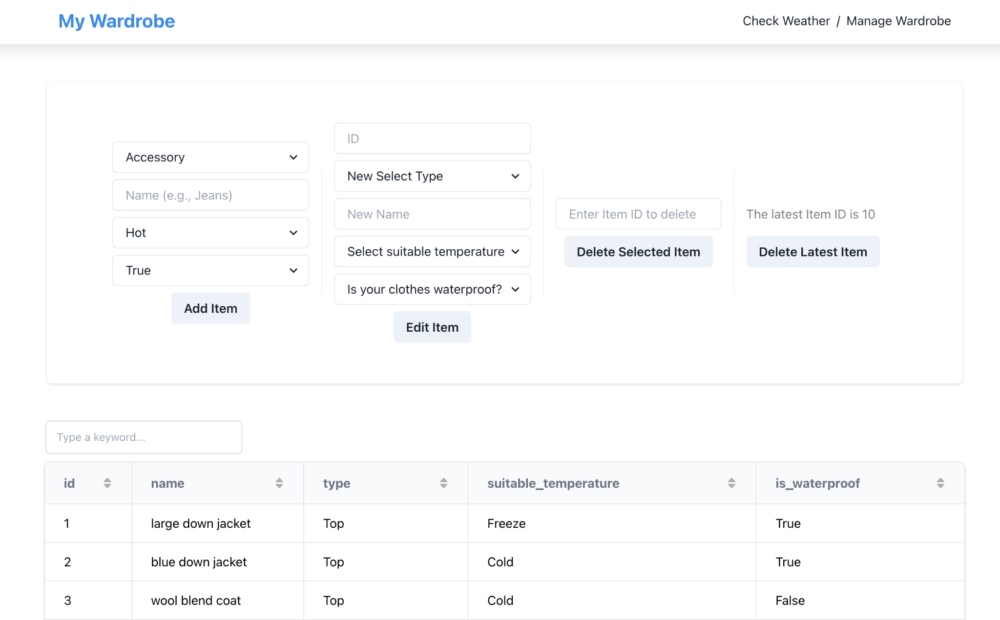 My Wardrobe
Check Weather / Manage Wardrobe
Accessory
Name (e.g., Jeans)
Hot
True
Add Item
ID
New Select Type
New Name
Select suitable temperature
Is your clothes waterproof?
Edit Item
Enter Item ID to delete
Delete Selected Item
The latest Item ID is 10
Delete Latest Item
Type a keyword...
id name type suitable_temperature is_waterproof
1 large down jacket Top Freeze True
2 blue down jacket Top Cold True
3 wool blend coat Top Cold False